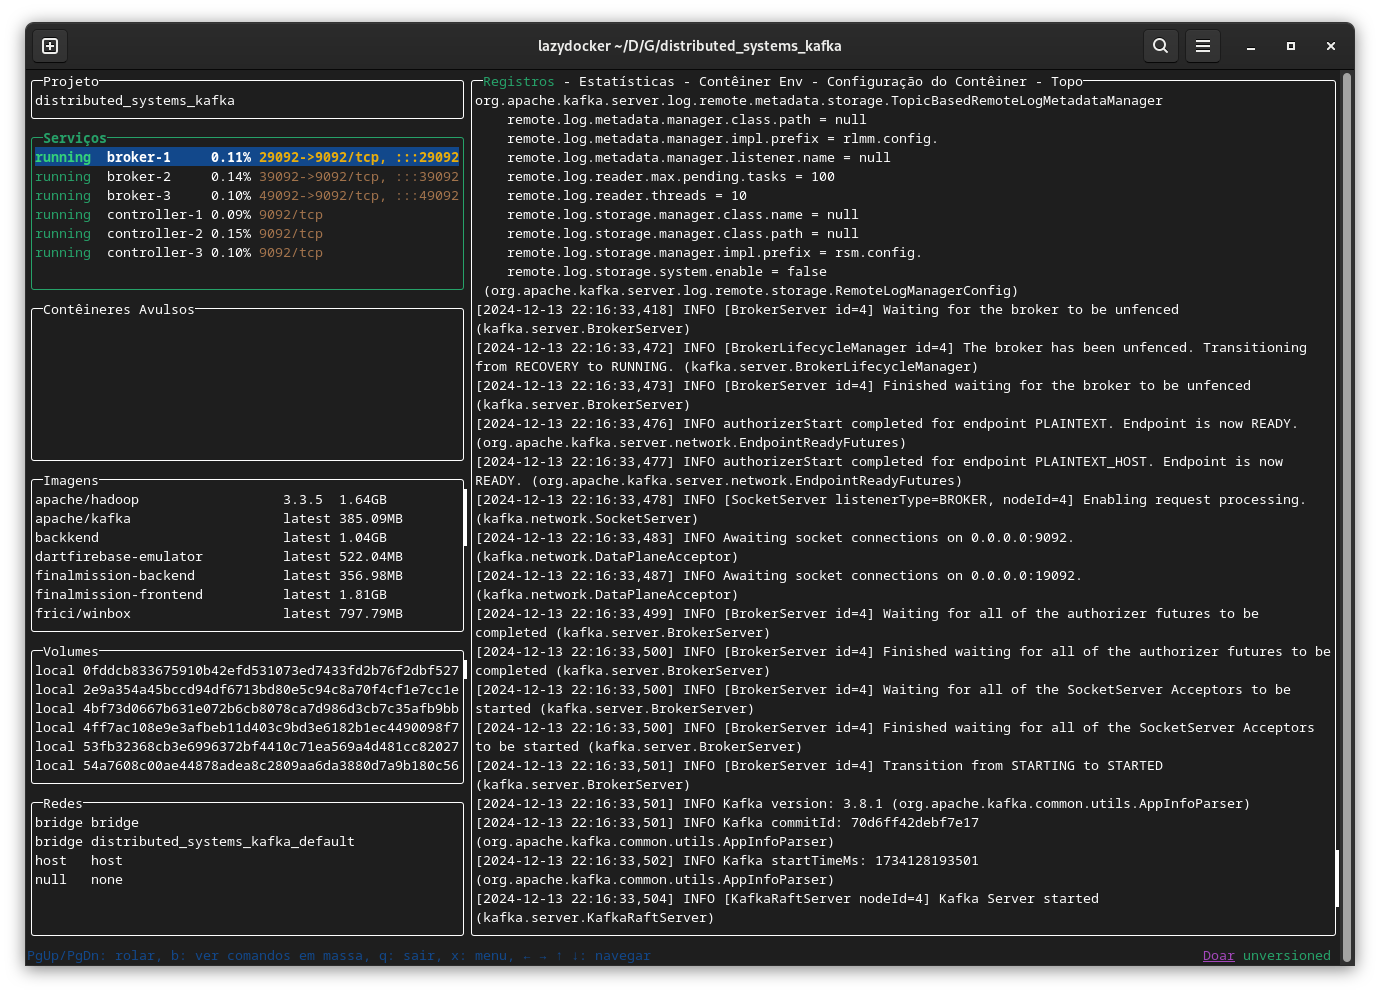 lazydocker ~/D/G/distributed_systems_kafka
Projeto
distributed_systems_kafka
Serviços
running broker-1 0.11% 29092->9092/tcp, :::29092
running broker-2 0.14% 39092->9092/tcp, :::39092
running broker-3 0.10% 49092->9092/tcp, :::49092
running controller-1 0.09% 9092/tcp
running controller-2 0.15% 9092/tcp
running controller-3 0.10% 9092/tcp
Contêineres Avulsos
Imagens
apache/hadoop 3.3.5 1.64GB
apache/kafka latest 385.09MB
backkend latest 1.04GB
dartfirebase-emulator latest 522.04MB
finalmission-backend latest 356.98MB
finalmission-frontend latest 1.81GB
frici/winbox latest 797.79MB
Volumes
local 0fddcb833675910b42efd531073ed7433fd2b76f2dbf527
local 2e9a354a45bccd94df6713bd80e5c94c8a70f4cf1e7cc1e
local 4bf73d0667b631e072b6cb8078ca7d986d3cb7c35afb9bb
local 4ff7ac108e9e3afbeb11d403c9bd3e6182b1ec4490098f7
local 53fb32368cb3e6996372bf4410c71ea569a4d481cc82027
local 54a7608c00ae44878adea8c2809aa6da3880d7a9b180c56
Redes
bridge bridge
bridge distributed_systems_kafka_default
host host
null none
Registros - Estatísticas - Contêiner Env - Configuração do Contêiner - Topo
org.apache.kafka.server.log.remote.metadata.storage.TopicBasedRemoteLogMetadataManager
remote.log.metadata.manager.class.path = null
remote.log.metadata.manager.impl.prefix = rlmm.config.
remote.log.metadata.manager.listener.name = null
remote.log.reader.max.pending.tasks = 100
remote.log.reader.threads = 10
remote.log.storage.manager.class.name = null
remote.log.storage.manager.class.path = null
remote.log.storage.manager.impl.prefix = rsm.config.
remote.log.storage.system.enable = false
(org.apache.kafka.server.log.remote.storage.RemoteLogManagerConfig)
[2024-12-13 22:16:33,418] INFO [BrokerServer id=4] Waiting for the broker to be unfenced
(kafka.server.BrokerServer)
[2024-12-13 22:16:33,472] INFO [BrokerLifecycleManager id=4] The broker has been unfenced. Transitioning
from RECOVERY to RUNNING. (kafka.server.BrokerLifecycleManager)
[2024-12-13 22:16:33,473] INFO [BrokerServer id=4] Finished waiting for the broker to be unfenced
(kafka.server.BrokerServer)
[2024-12-13 22:16:33,476] INFO authorizerStart completed for endpoint PLAINTEXT. Endpoint is now READY.
(org.apache.kafka.server.network.EndpointReadyFutures)
[2024-12-13 22:16:33,477] INFO authorizerStart completed for endpoint PLAINTEXT_HOST. Endpoint is now
READY. (org.apache.kafka.server.network.EndpointReadyFutures)
[2024-12-13 22:16:33,478] INFO [SocketServer listenerType=BROKER, nodeId=4] Enabling request processing.
(kafka.network.SocketServer)
[2024-12-13 22:16:33,483] INFO Awaiting socket connections on 0.0.0.0:9092.
(kafka.network.DataPlaneAcceptor)
[2024-12-13 22:16:33,487] INFO Awaiting socket connections on 0.0.0.0:19092.
(kafka.network.DataPlaneAcceptor)
[2024-12-13 22:16:33,499] INFO [BrokerServer id=4] Waiting for all of the authorizer futures to be
completed (kafka.server.BrokerServer)
[2024-12-13 22:16:33,500] INFO [BrokerServer id=4] Finished waiting for all of the authorizer futures to be
completed (kafka.server.BrokerServer)
[2024-12-13 22:16:33,500] INFO [BrokerServer id=4] Waiting for all of the SocketServer Acceptors to be
started (kafka.server.BrokerServer)
[2024-12-13 22:16:33,500] INFO [BrokerServer id=4] Finished waiting for all of the SocketServer Acceptors
to be started (kafka.server.BrokerServer)
[2024-12-13 22:16:33,501] INFO [BrokerServer id=4] Transition from STARTING to STARTED
(kafka.server.BrokerServer)
[2024-12-13 22:16:33,501] INFO Kafka version: 3.8.1 (org.apache.kafka.common.utils.AppInfoParser)
[2024-12-13 22:16:33,501] INFO Kafka commitId: 70d6ff42debf7e17
(org.apache.kafka.common.utils.AppInfoParser)
[2024-12-13 22:16:33,502] INFO Kafka startTimeMs: 1734128193501
(org.apache.kafka.common.utils.AppInfoParser)
[2024-12-13 22:16:33,504] INFO [KafkaRaftServer nodeId=4] Kafka Server started
(kafka.server.KafkaRaftServer)
PgUp/PgDn: rolar, b: ver comandos em massa, q: sair, x: menu, ← → ↑ ↓: navegar
Doar unversioned